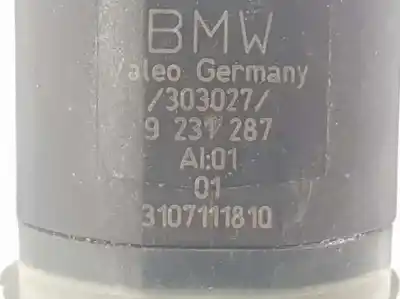 BMW
Valeo Germany
/303027/
9 231 287
AI:01
01
3107111810